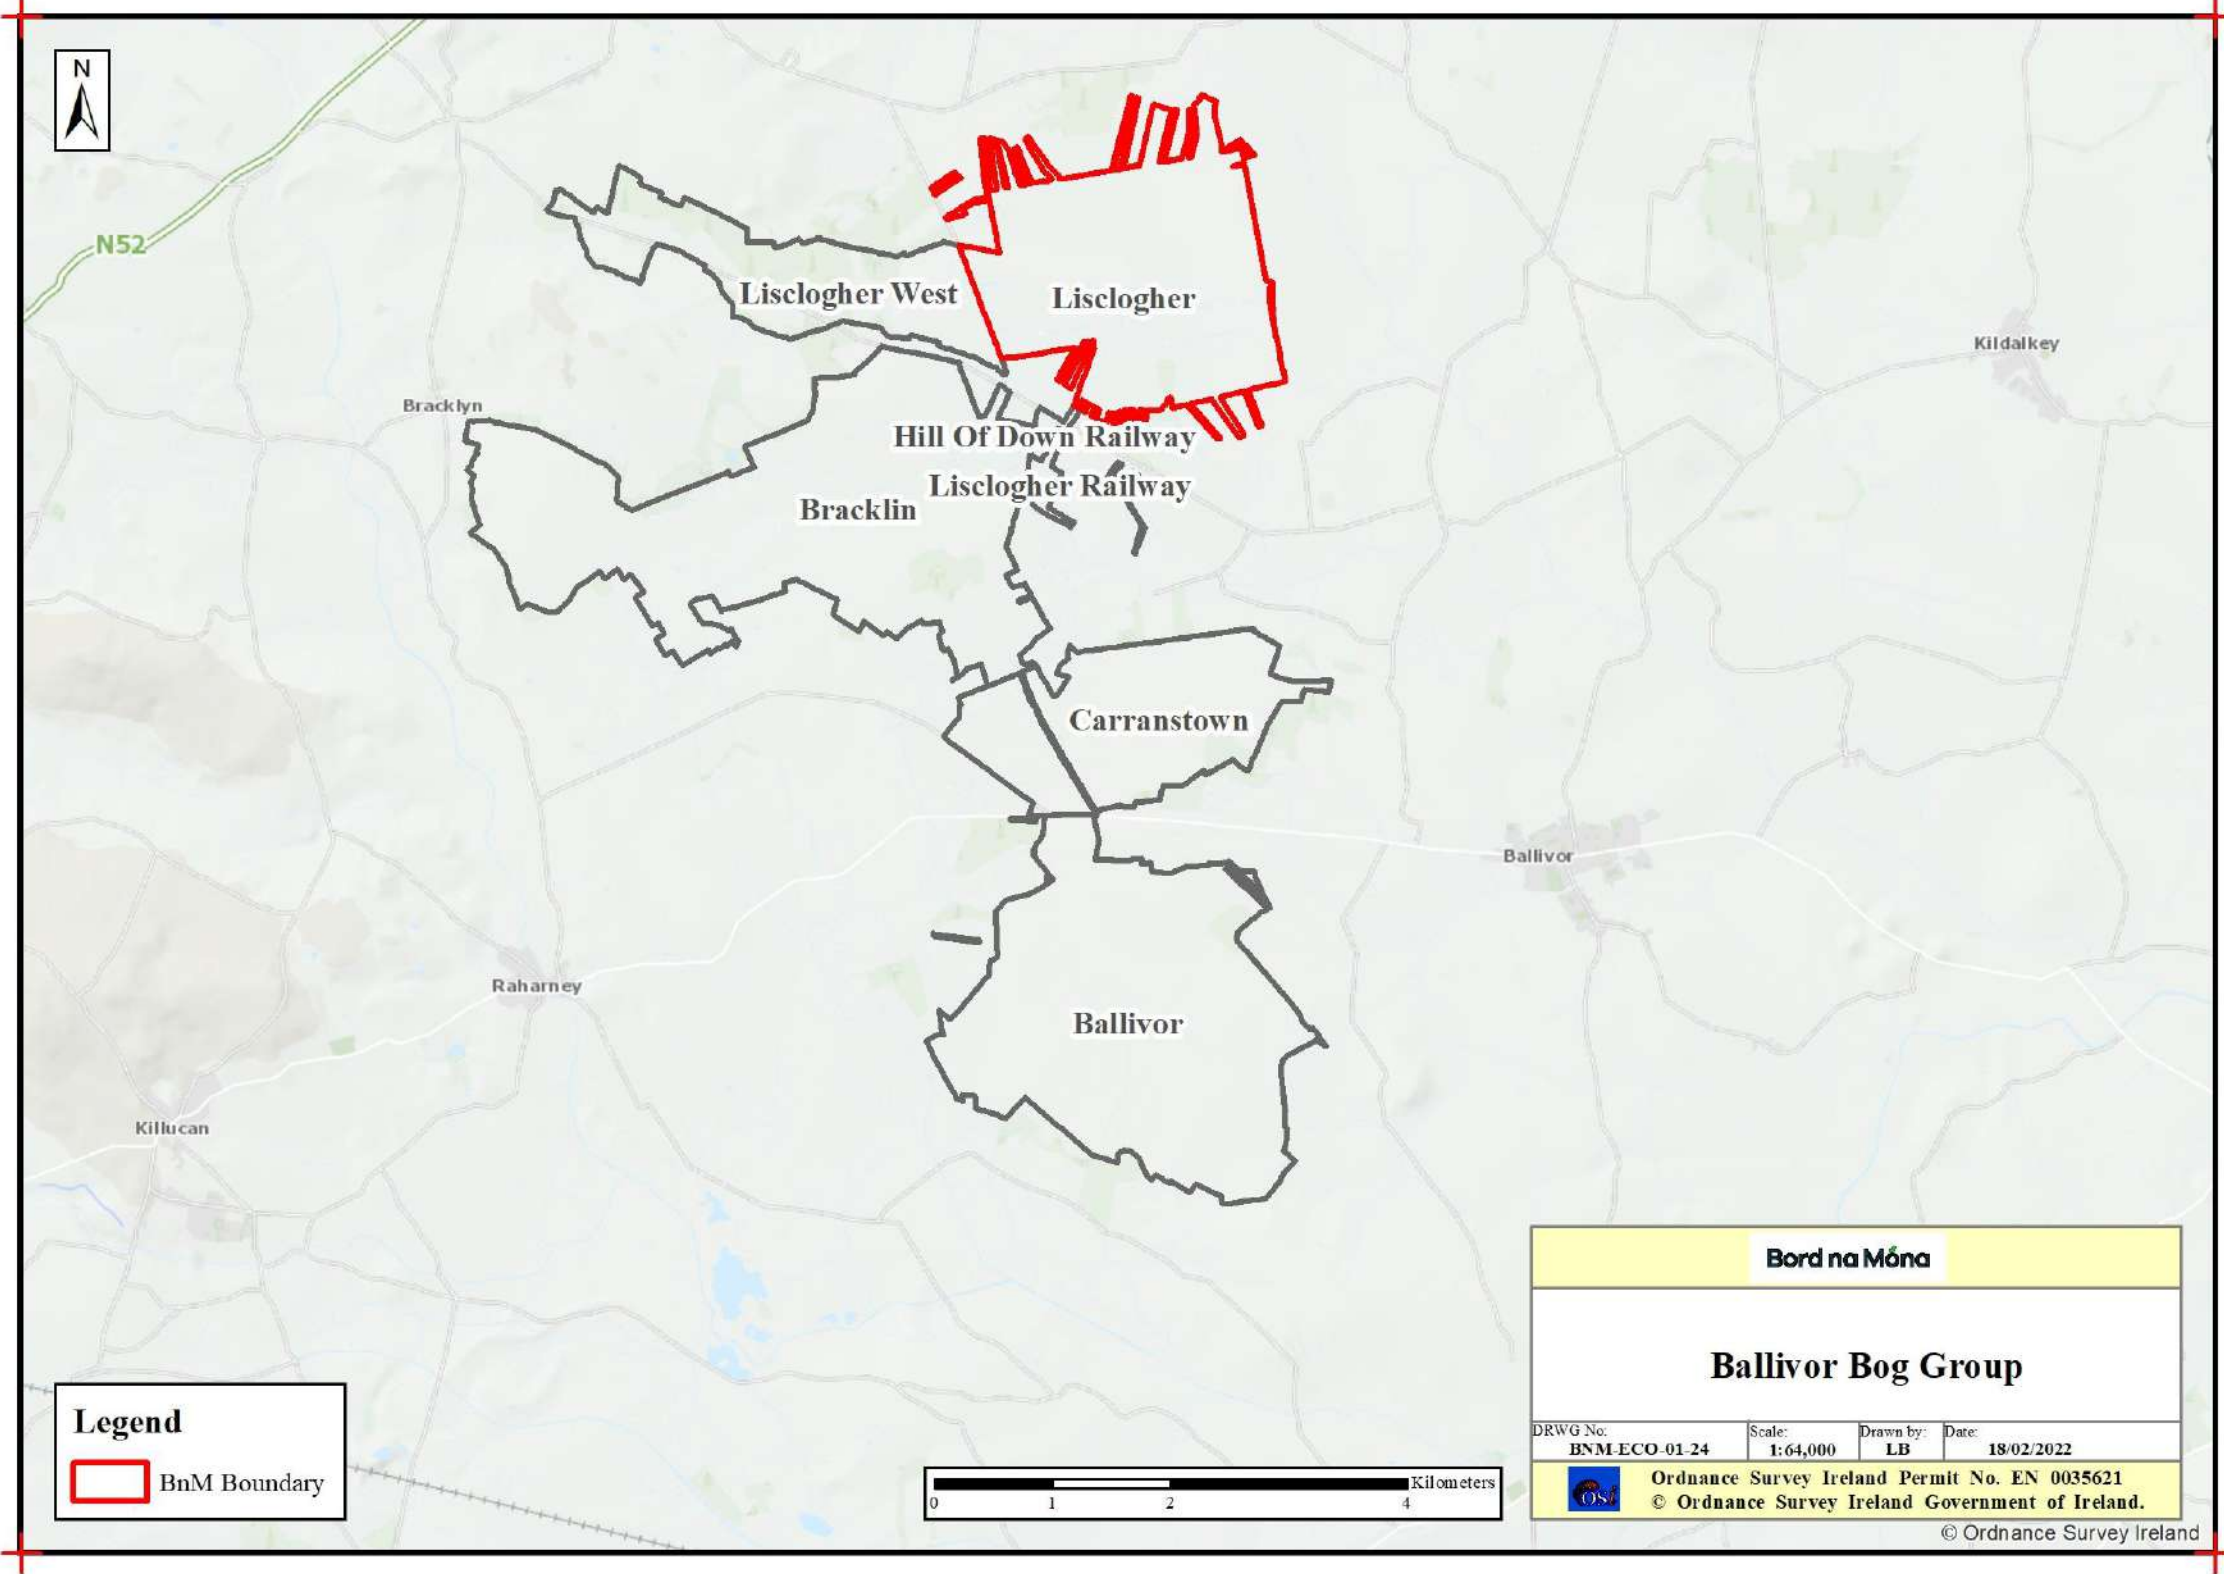 N
N52
Lisclogher West
Lisclogher
Kildalkey
Bracklyn
Hill Of Down Railway
Lisclogher Railway
Bracklin
Carranstown
Ballivor
Raharney
Ballivor
Killucan
Legend
BnM Boundary
Kilometers
0 1 2 4
Bord na Móna
Ballivor Bog Group
DRWG No: Scale: Drawn by: Date:
BNM-ECO-01-24 1:64,000 LB 18/02/2022
OSi
Ordnance Survey Ireland Permit No. EN 0035621
© Ordnance Survey Ireland Government of Ireland.
© Ordnance Survey Ireland